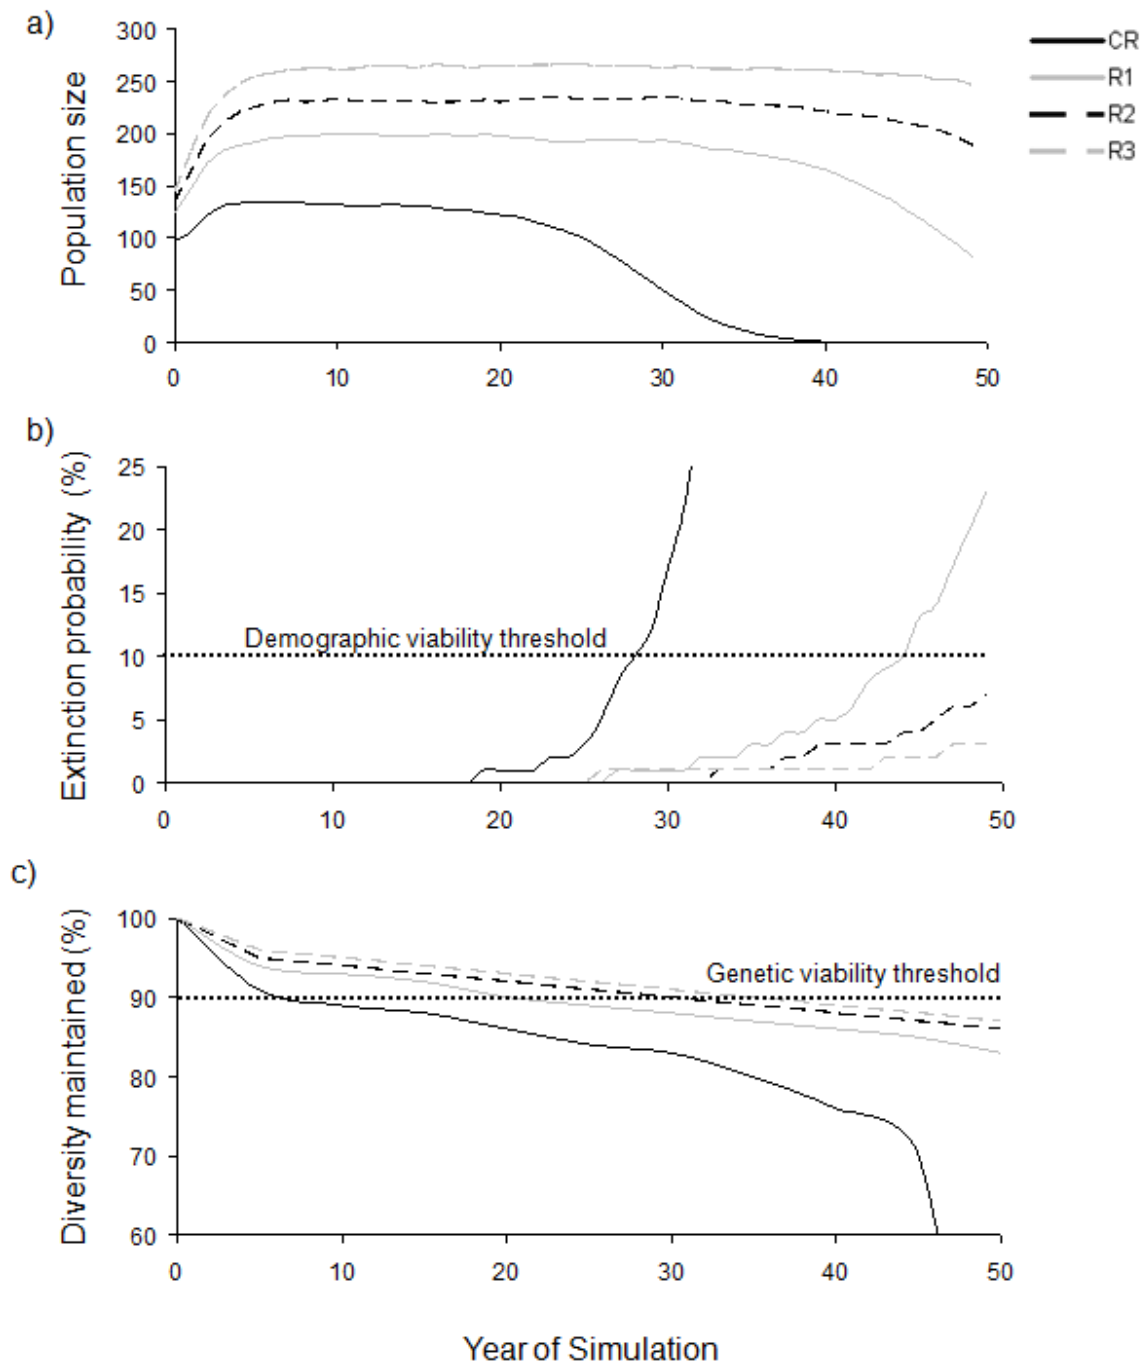 a)
Population size
300
250
200
150
100
50
0
0 10 20 30 40 50
CR
R1
R2
R3
b)
Extinction probability (%)
25
20
15
10
5
0
Demographic viability threshold
0 10 20 30 40 50
c)
Diversity maintained (%)
100
90
80
70
60
Genetic viability threshold
0 10 20 30 40 50
Year of Simulation